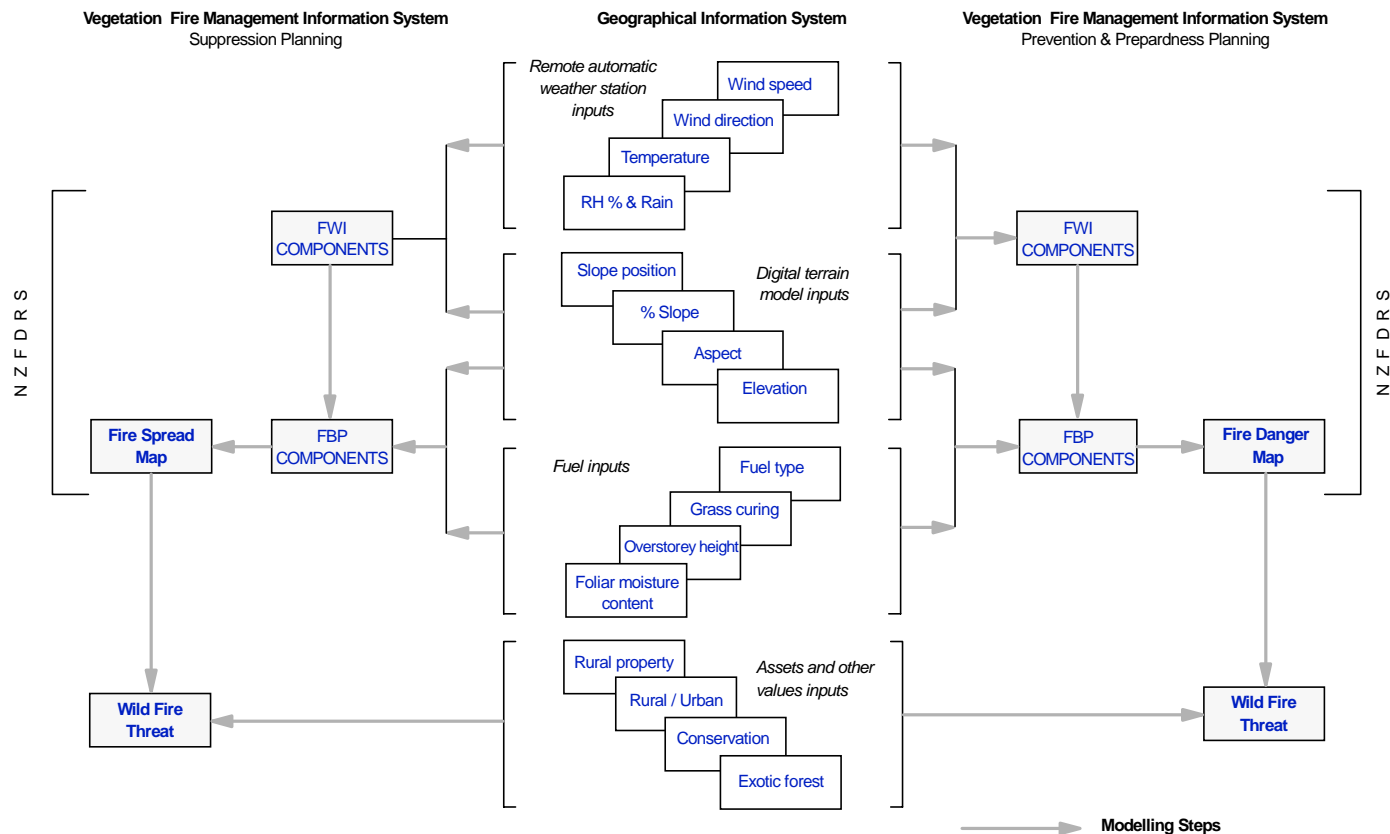 Vegetation Fire Management Information System
Suppression Planning
Geographical Information System
Vegetation Fire Management Information System
Prevention & Prepardness Planning
Remote automatic
weather station
inputs
Wind speed
Wind direction
Temperature
RH % & Rain
FWI
COMPONENTS
FWI
COMPONENTS
Slope position
% Slope
Aspect
Elevation
Digital terrain
model inputs
N Z F D R S
N Z F D R S
Fire Spread
Map
FBP
COMPONENTS
FBP
COMPONENTS
Fire Danger
Map
Fuel inputs
Fuel type
Grass curing
Overstorey height
Foliar moisture
content
Rural property
Rural / Urban
Conservation
Exotic forest
Assets and other
values inputs
Wild Fire
Threat
Wild Fire
Threat
Modelling Steps